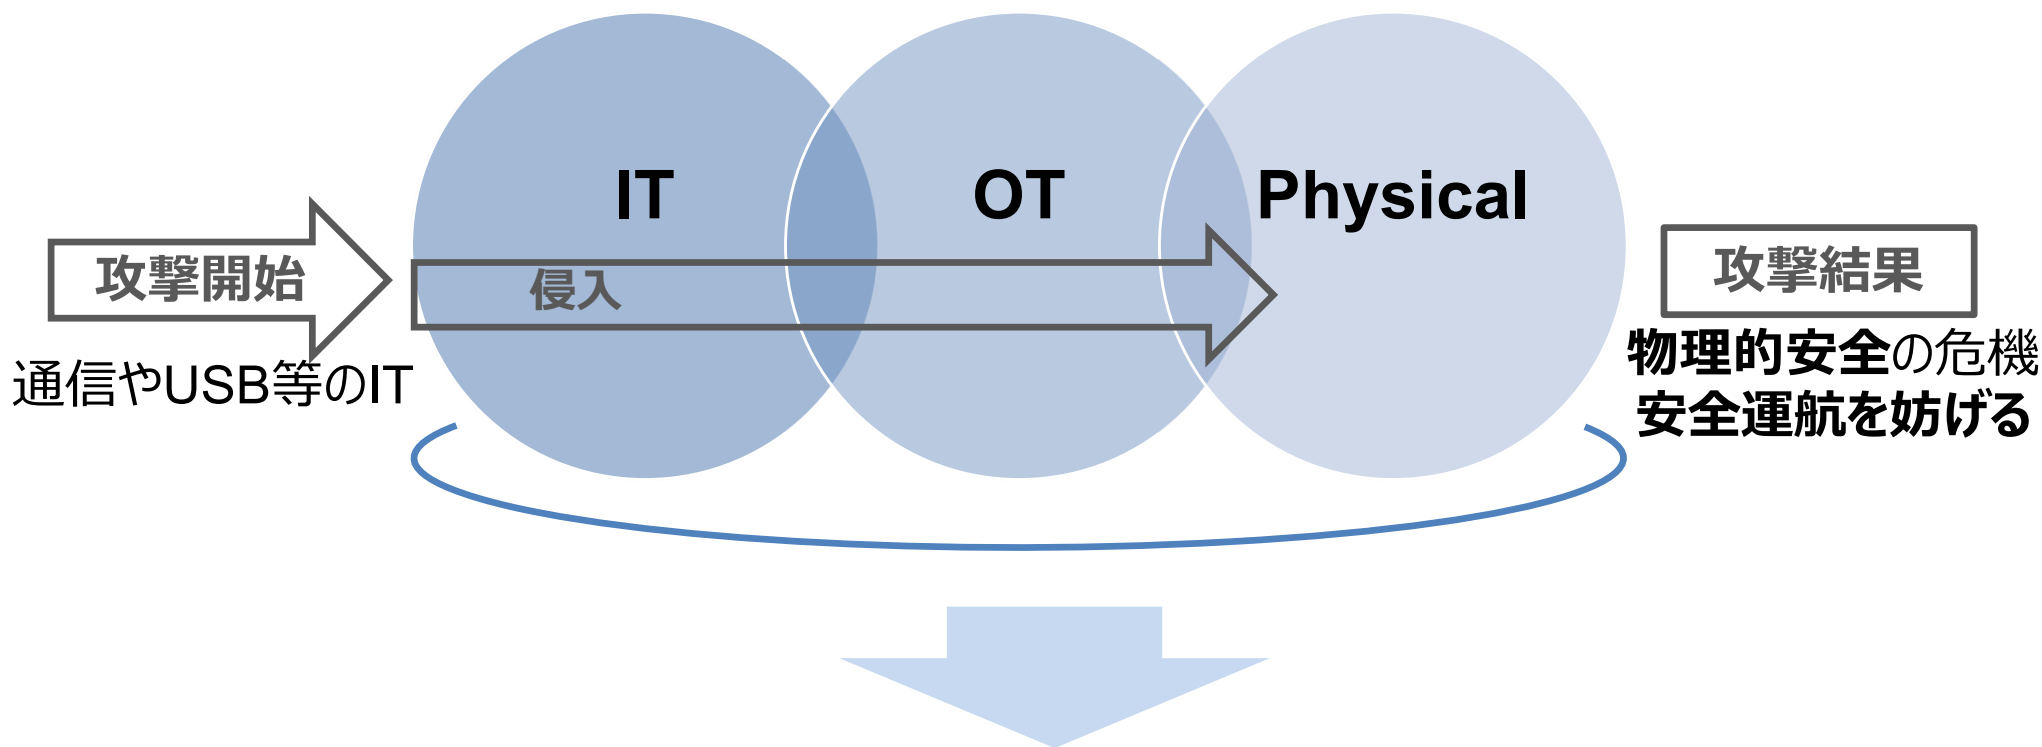 IT
OT
Physical
攻撃開始
侵入
攻撃結果
通信やUSB等のIT
物理的安全の危機
安全運航を妨げる